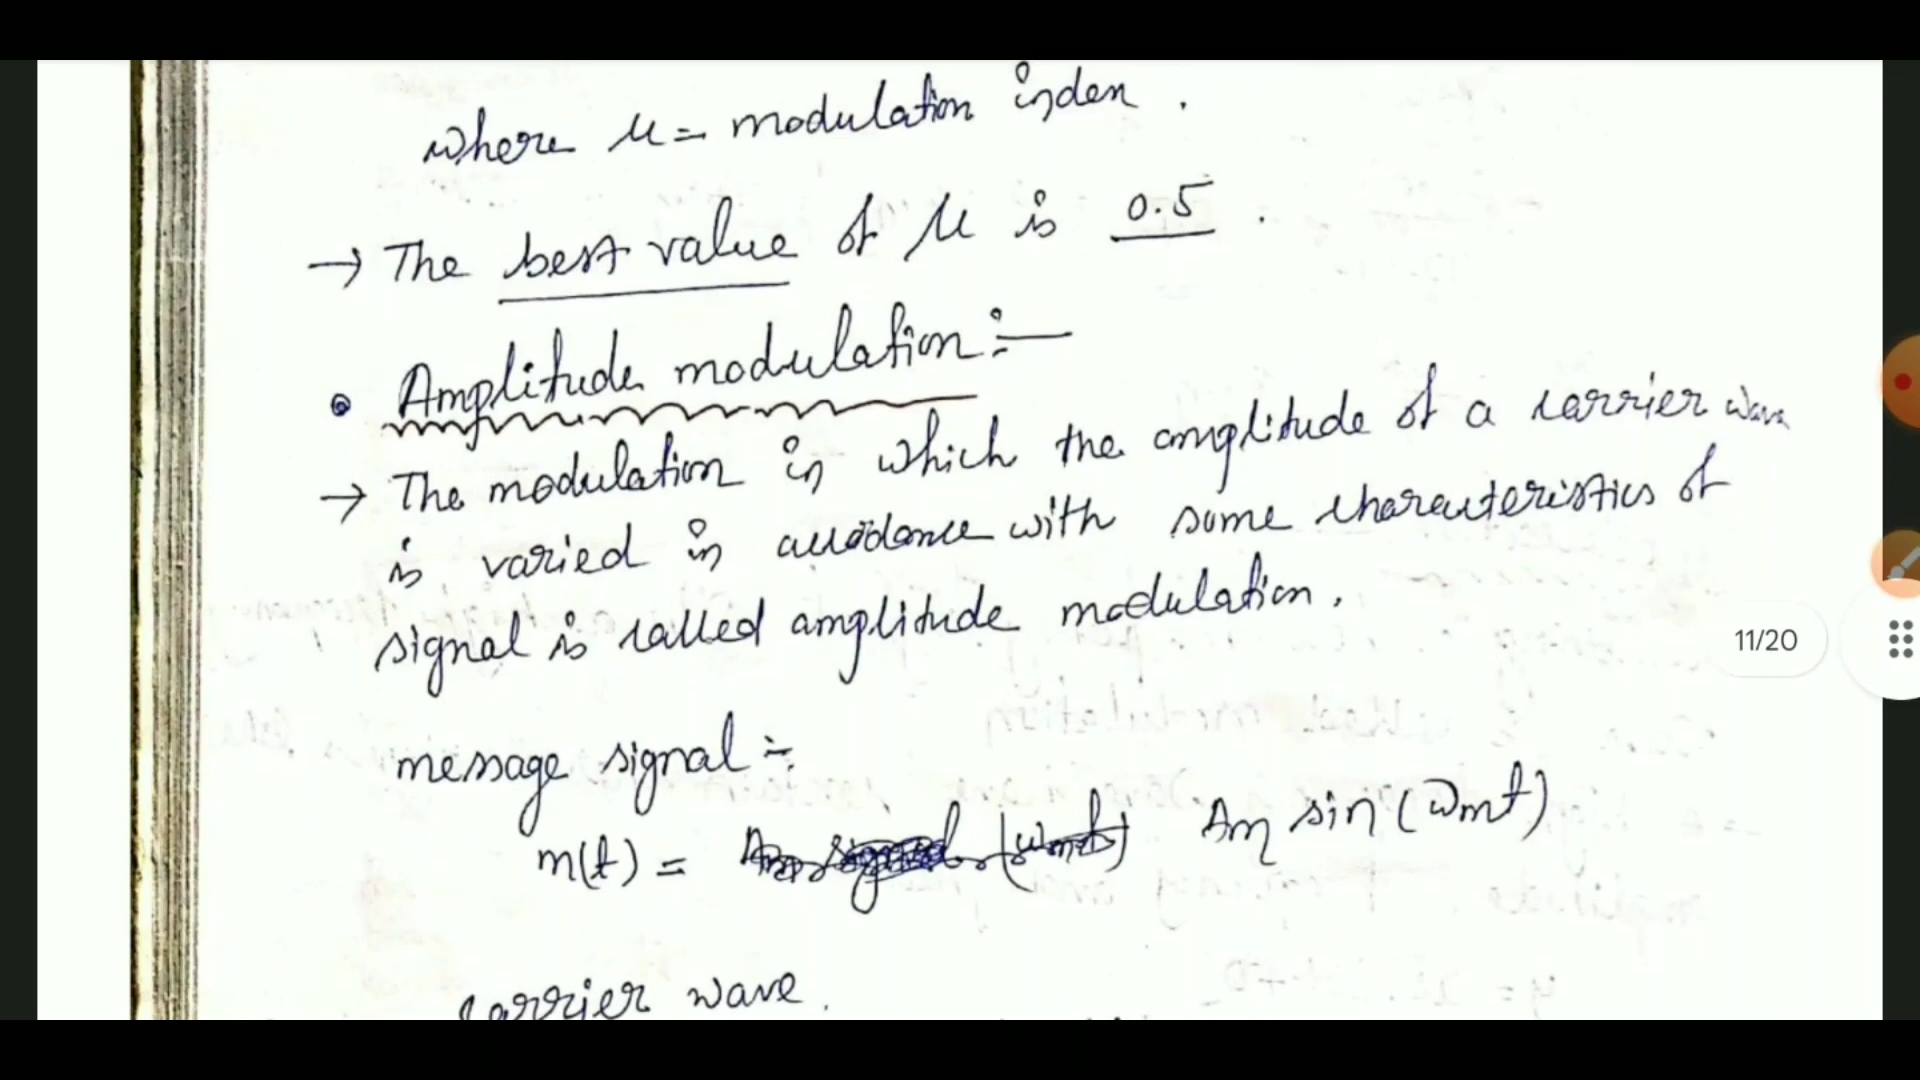 where μ = modulation index.
→ The best value of μ is 0.5.
• Amplitude modulation :—
→ The modulation in which the amplitude of a carrier wave
is varied in accordance with some characteristics of
signal is called amplitude modulation.
11/20
message signal :-
m(t) = Am sin (ωmt)
carrier wave.